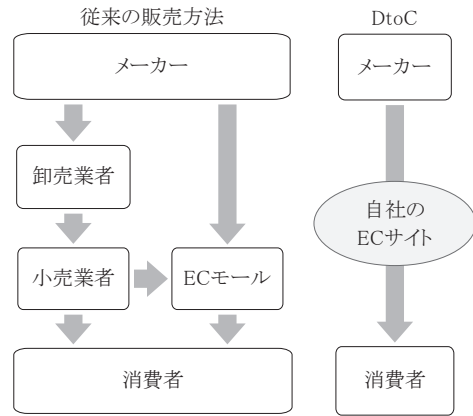 従来の販売方法
メーカー
卸売業者
小売業者
ECモール
消費者
DtoC
メーカー
自社の
ECサイト
消費者